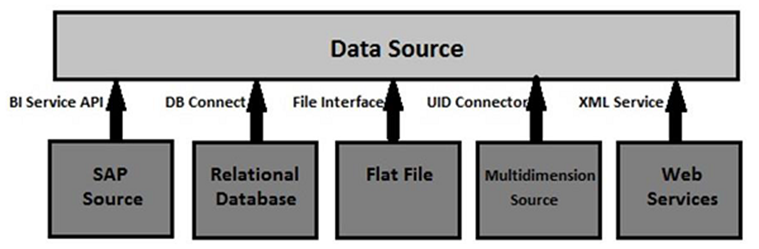 Data Source
BI Service API DB Connect File Interface UID Connector XML Service
SAP Source
Relational Database
Flat File
Multidimension Source
Web Services